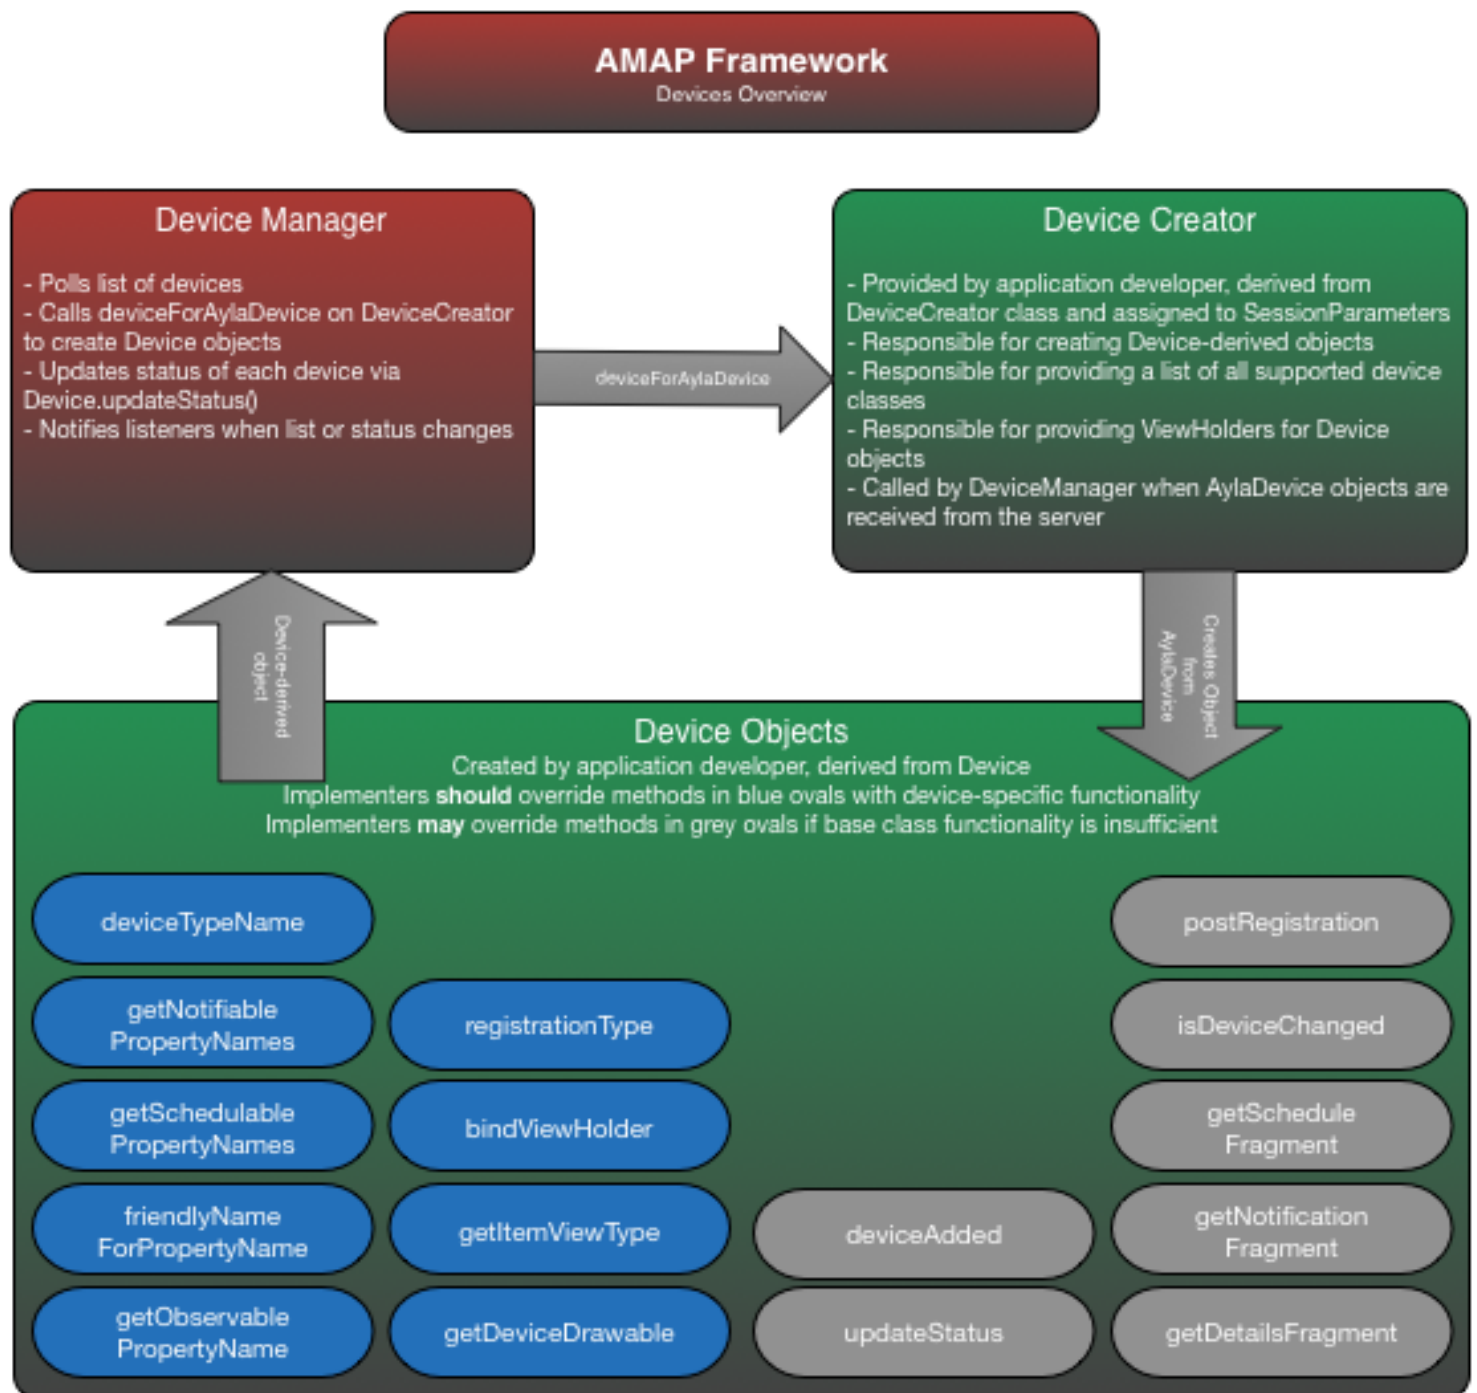 AMAP Framework
Devices Overview
Device Manager
- Polls list of devices
- Calls deviceForAylaDevice on DeviceCreator
to create Device objects
- Updates status of each device via
Device.updateStatus()
- Notifies listeners when list or status changes
deviceForAylaDevice
Device Creator
- Provided by application developer, derived from
DeviceCreator class and assigned to SessionParameters
- Responsible for creating Device-derived objects
- Responsible for providing a list of all supported device
classes
- Responsible for providing ViewHolders for Device
objects
- Called by DeviceManager when AylaDevice objects are
received from the server
Device-derived
object
Creates Object
from
AylaDevice
Device Objects
Created by application developer, derived from Device
Implementers should override methods in blue ovals with device-specific functionality
Implementers may override methods in grey ovals if base class functionality is insufficient
deviceTypeName
getNotifiable
PropertyNames
getSchedulable
PropertyNames
friendlyName
ForPropertyName
getObservable
PropertyName
registrationType
bindViewHolder
getItemViewType
getDeviceDrawable
deviceAdded
updateStatus
postRegistration
isDeviceChanged
getSchedule
Fragment
getNotification
Fragment
getDetailsFragment